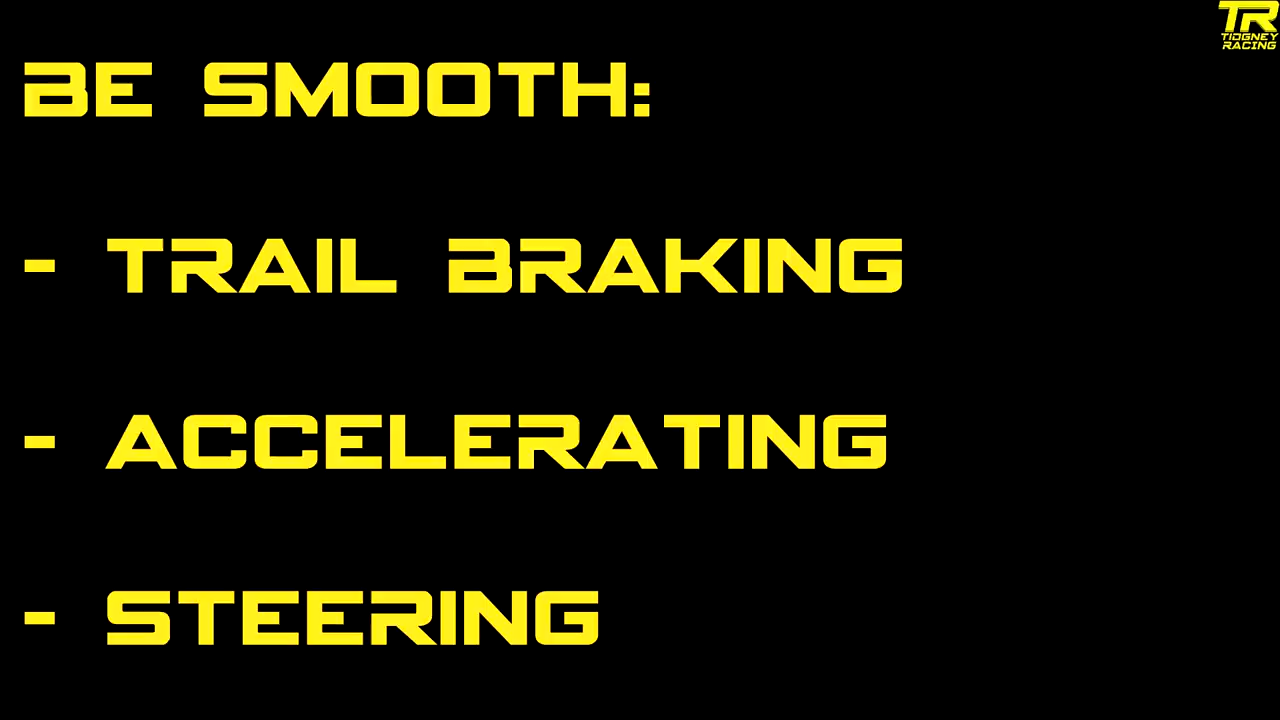 TR
TIDGNEY
RACING
BE SMOOTH:
- TRAIL BRAKING
- ACCELERATING
- STEERING